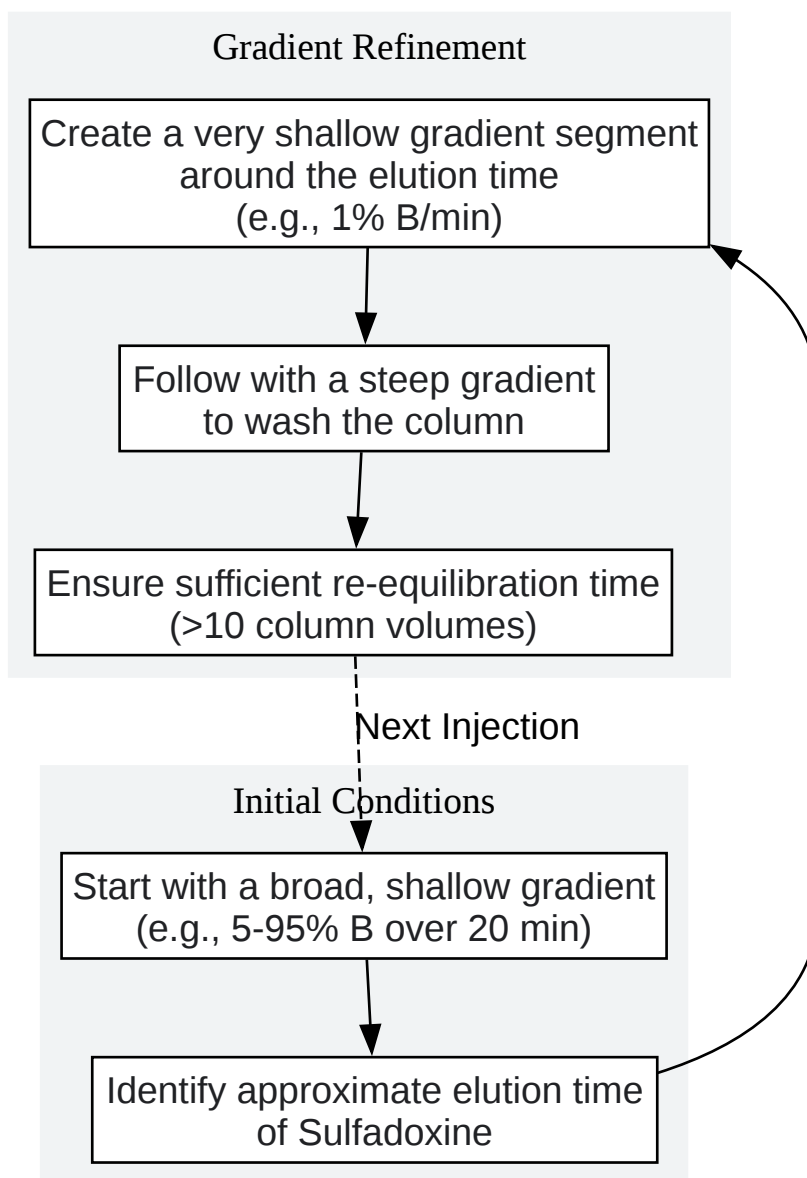 Gradient Refinement
Create a very shallow gradient segment
around the elution time
(e.g., 1% B/min)
Follow with a steep gradient
to wash the column
Ensure sufficient re-equilibration time
(>10 column volumes)
Next Injection
Initial Conditions
Start with a broad, shallow gradient
(e.g., 5-95% B over 20 min)
Identify approximate elution time
of Sulfadoxine